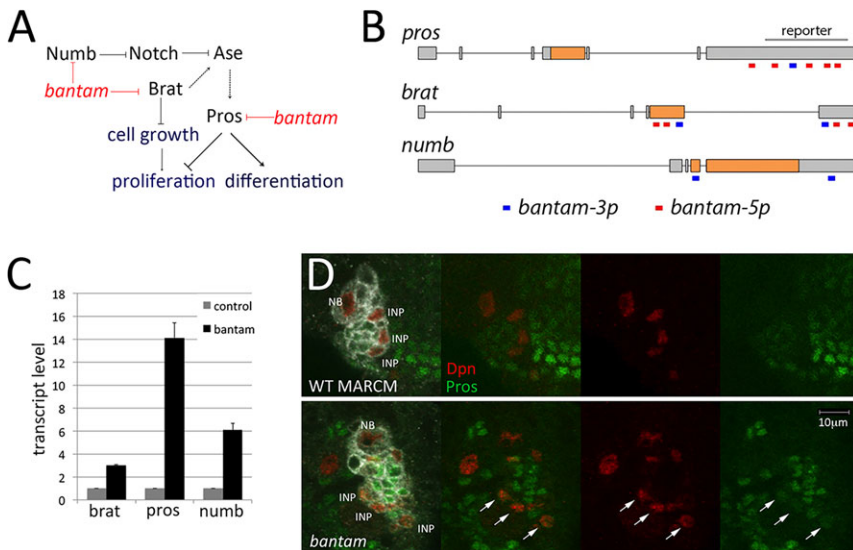 A
Numb Notch Ase
bantam Brat
Pros bantam
cell growth
proliferation differentiation
B
reporter
pros
brat
numb
bantam-3p bantam-5p
C
transcript level
18
16
14
12
10
8
6
4
2
0
control
bantam
brat pros numb
D
NB
INP
INP
INP
WT MARCM
Dpn
Pros
10μm
NB
INP
INP
INP
bantam